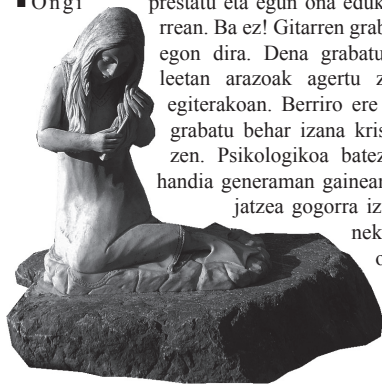 ■ Ongi prestatu eta egun ona eduk
rrean. Ba ez! Gitarren grab
egon dira. Dena grabatu
leetan arazoak agertu z
egiterakoan. Berriro ere
grabatu behar izana kris
zen. Psikologikoa batez
handia generaman gainean
jatzea gogorra iz
nek